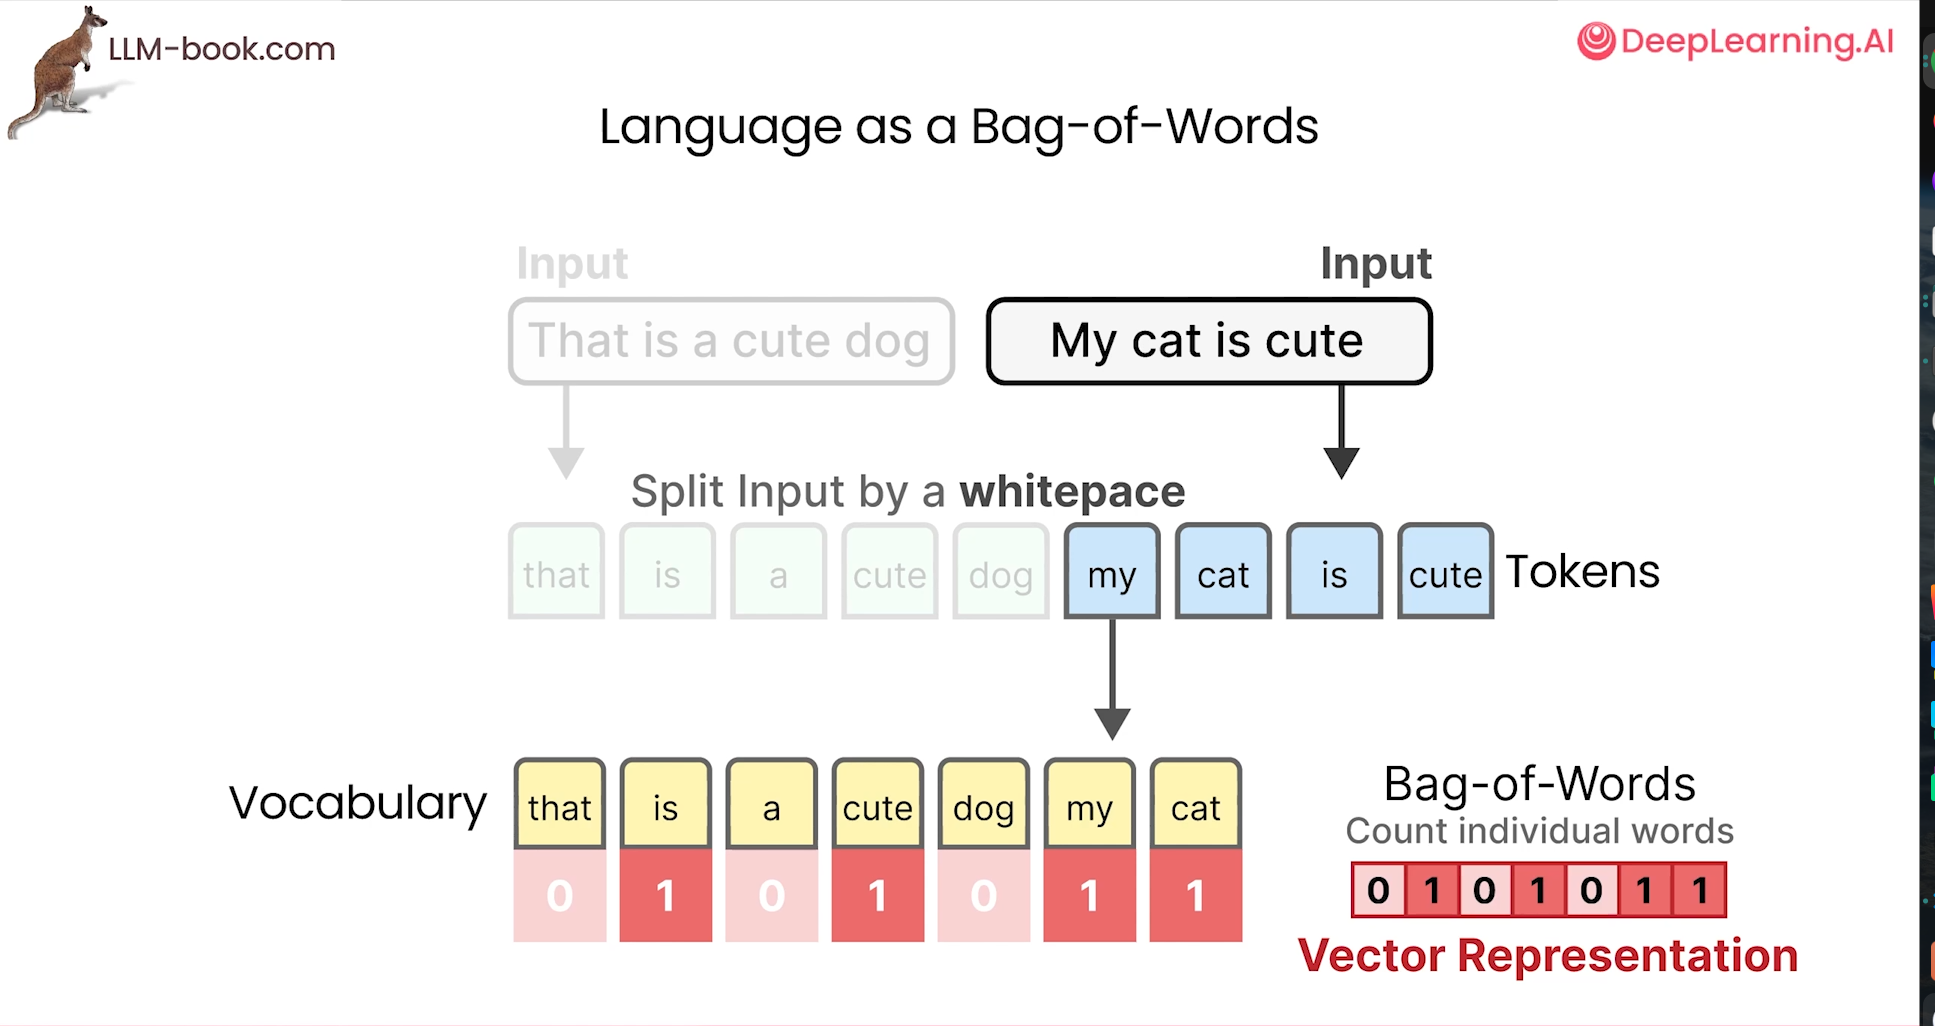 LLM-book.com
DeepLearning.AI
Language as a Bag-of-Words
Input
Input
That is a cute dog
My cat is cute
Split Input by a whitepace
that is a cute dog my cat is cute Tokens
Vocabulary that is a cute dog my cat
0 1 0 1 0 1 1
Bag-of-Words
Count individual words
0 1 0 1 0 1 1
Vector Representation